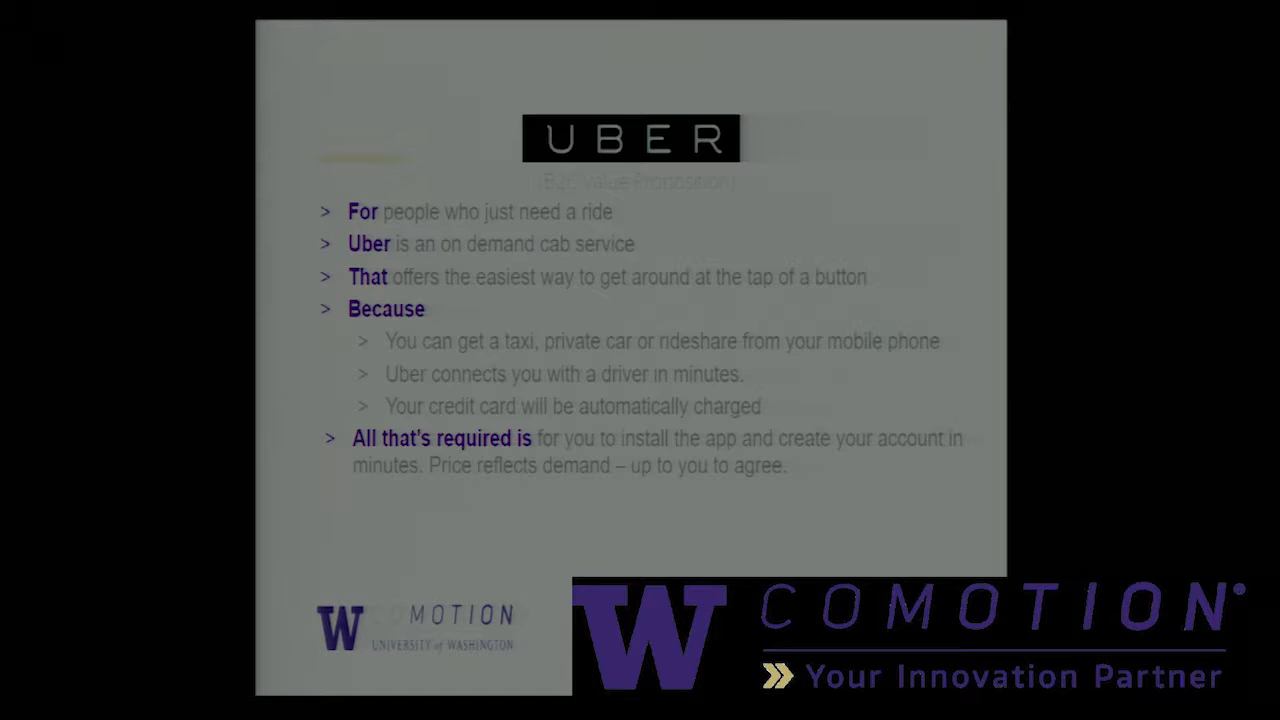 UBER
(B2C Value Proposition)
> For people who just need a ride
> Uber is an on demand cab service
> That offers the easiest way to get around at the tap of a button
> Because
> You can get a taxi, private car or rideshare from your mobile phone
> Uber connects you with a driver in minutes.
> Your credit card will be automatically charged
> All that's required is for you to install the app and create your account in
minutes. Price reflects demand – up to you to agree.
W COMOTION
UNIVERSITY of WASHINGTON
W COMOTION
Your Innovation Partner